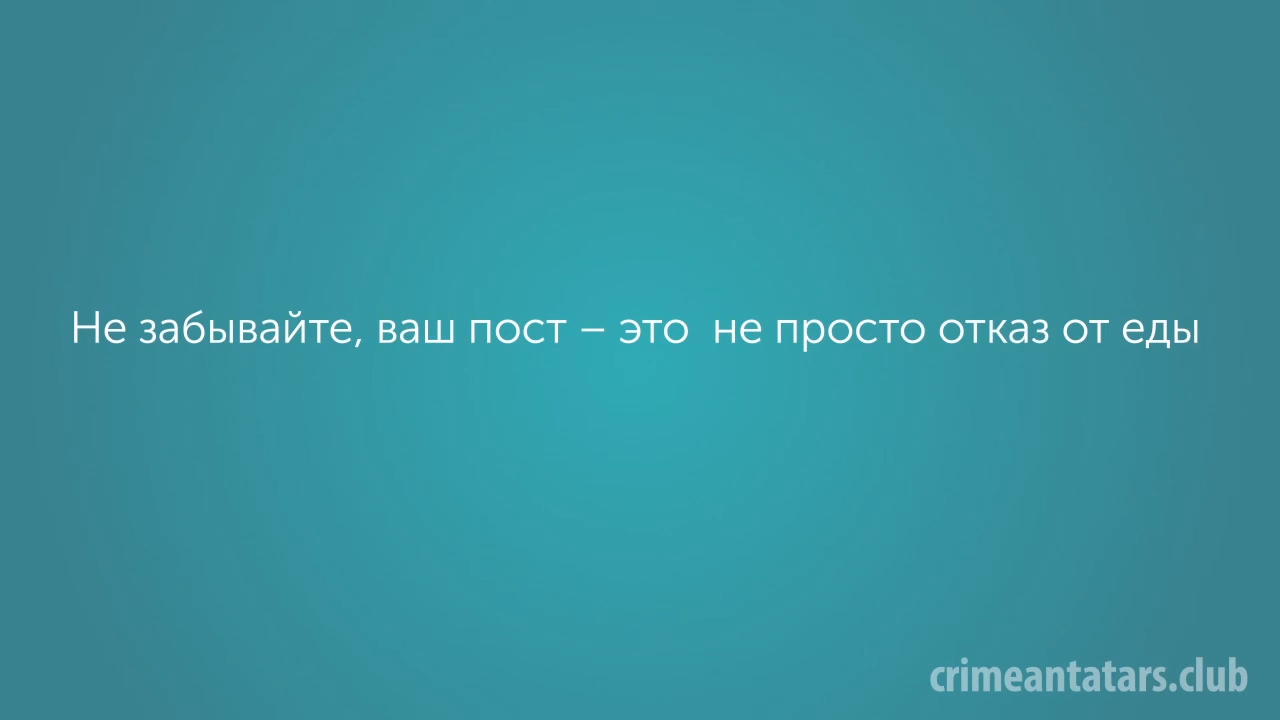 Не забывайте, ваш пост – это  не просто отказ от еды
crimeantatars.club